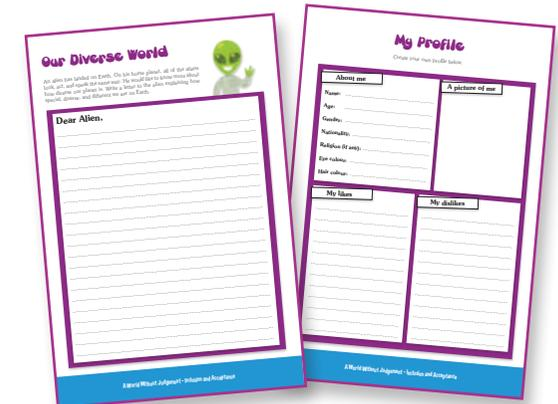 Our Diverse World
An alien has landed on Earth. On his home planet, all of the aliens
look, act, and speak the same way. He would like to know more about
how diverse our planet is. Write a letter to the alien explaining how
special, diverse, and different we are on Earth.
Dear Alien,
A World Without Judgement - Inclusion and Acceptance
My Profile
Create your own profile below.
About me
Name:
Age:
Gender:
Nationality:
Religion (if any):
Eye colour:
Hair colour:
A picture of me
My likes
My dislikes
A World Without Judgement - Inclusion and Acceptance